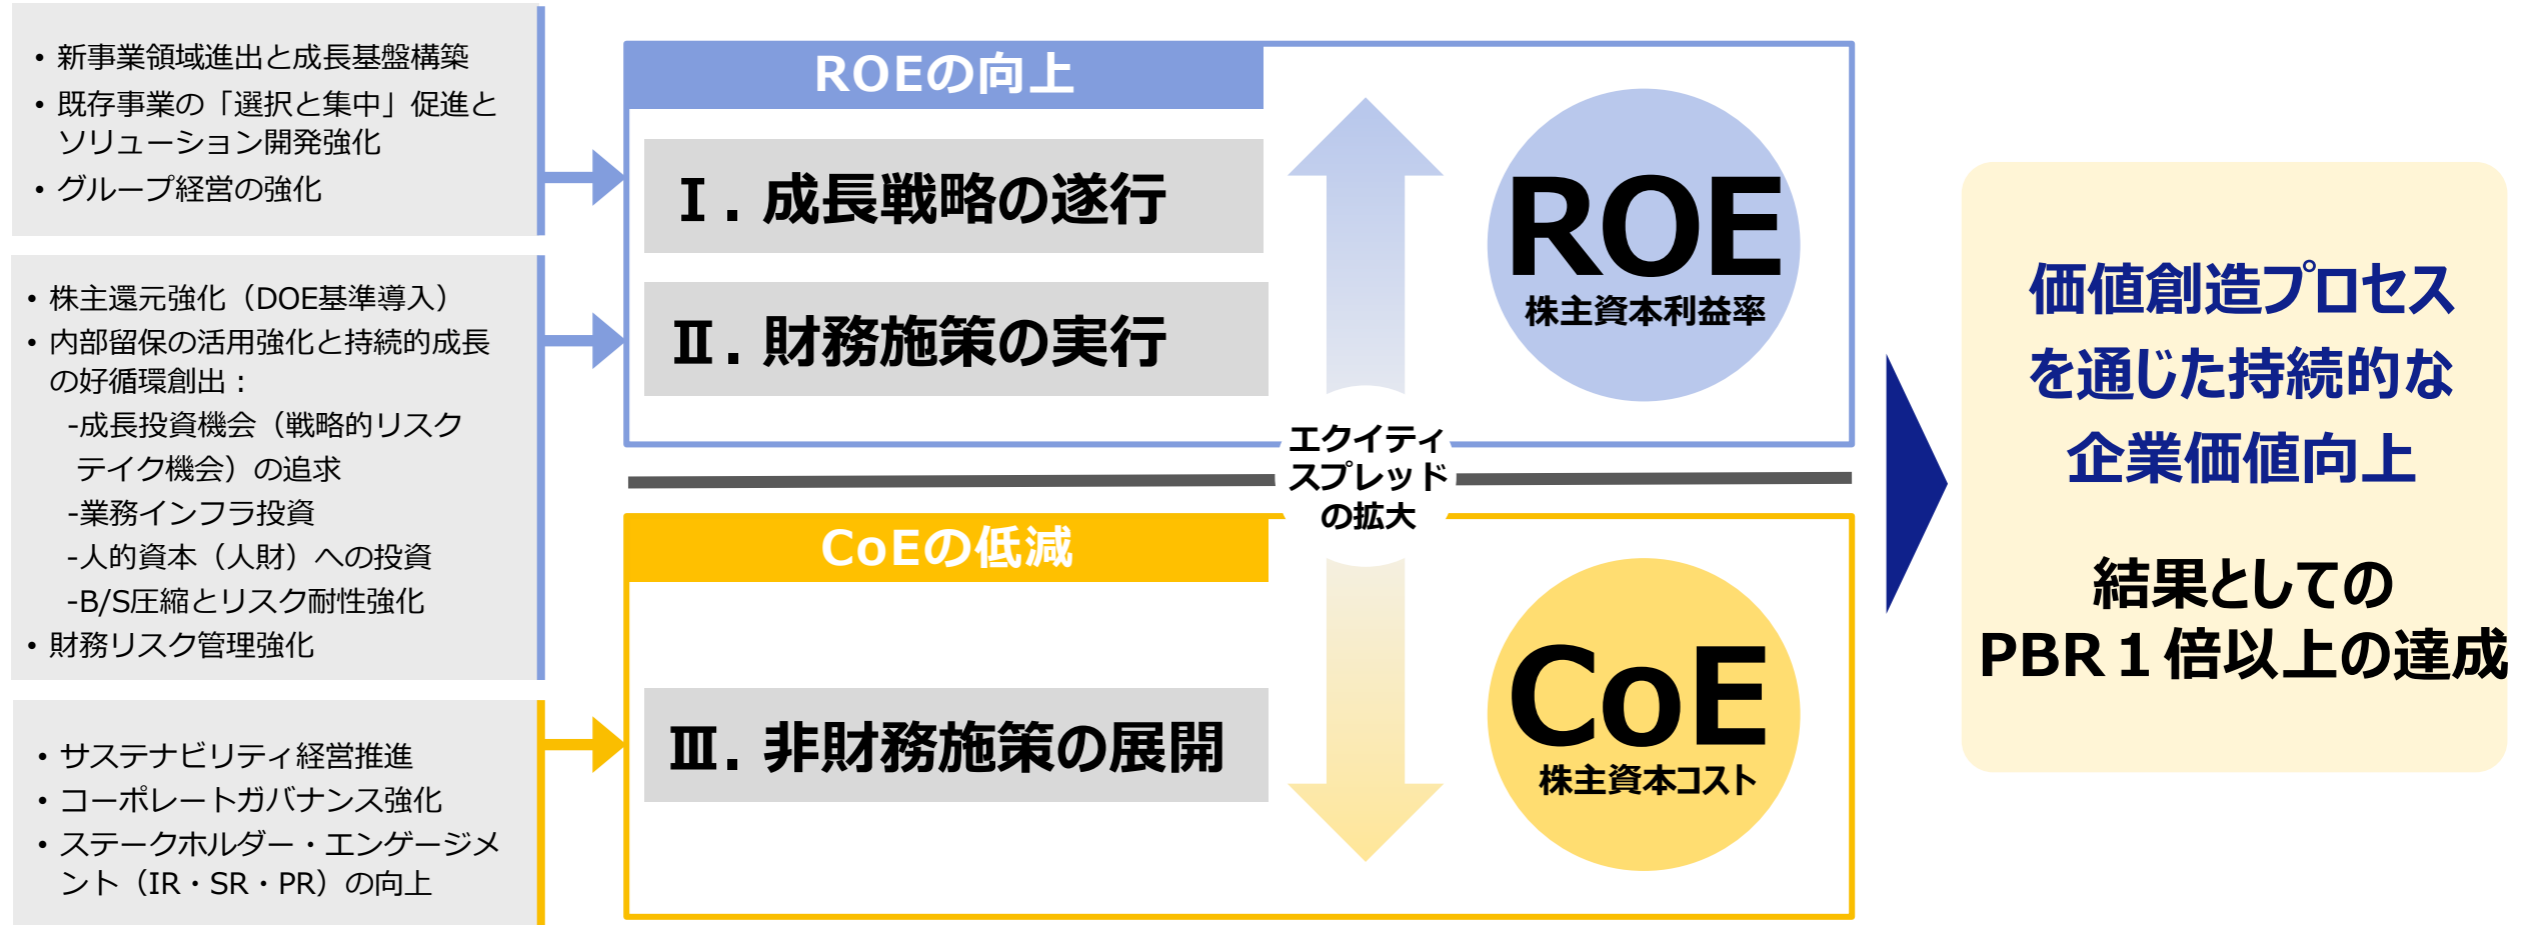 ・新事業領域進出と成長基盤構築
・既存事業の「選択と集中」促進と
ソリューション開発強化
・グループ経営の強化
・株主還元強化（DOE基準導入）
・内部留保の活用強化と持続的成長
の好循環創出：
-成長投資機会（戦略的リスク
テイク機会）の追求
-業務インフラ投資
-人的資本（人財）への投資
-B/S圧縮とリスク耐性強化
・財務リスク管理強化
・サステナビリティ経営推進
・コーポレートガバナンス強化
・ステークホルダー・エンゲージメ
ント（IR・SR・PR）の向上
ROEの向上
Ⅰ．成長戦略の遂行
Ⅱ．財務施策の実行
ROE
株主資本利益率
エクイティ
スプレッド
の拡大
CoEの低減
Ⅲ．非財務施策の展開
CoE
株主資本コスト
価値創造プロセス
を通じた持続的な
企業価値向上
結果としての
PBR１倍以上の達成